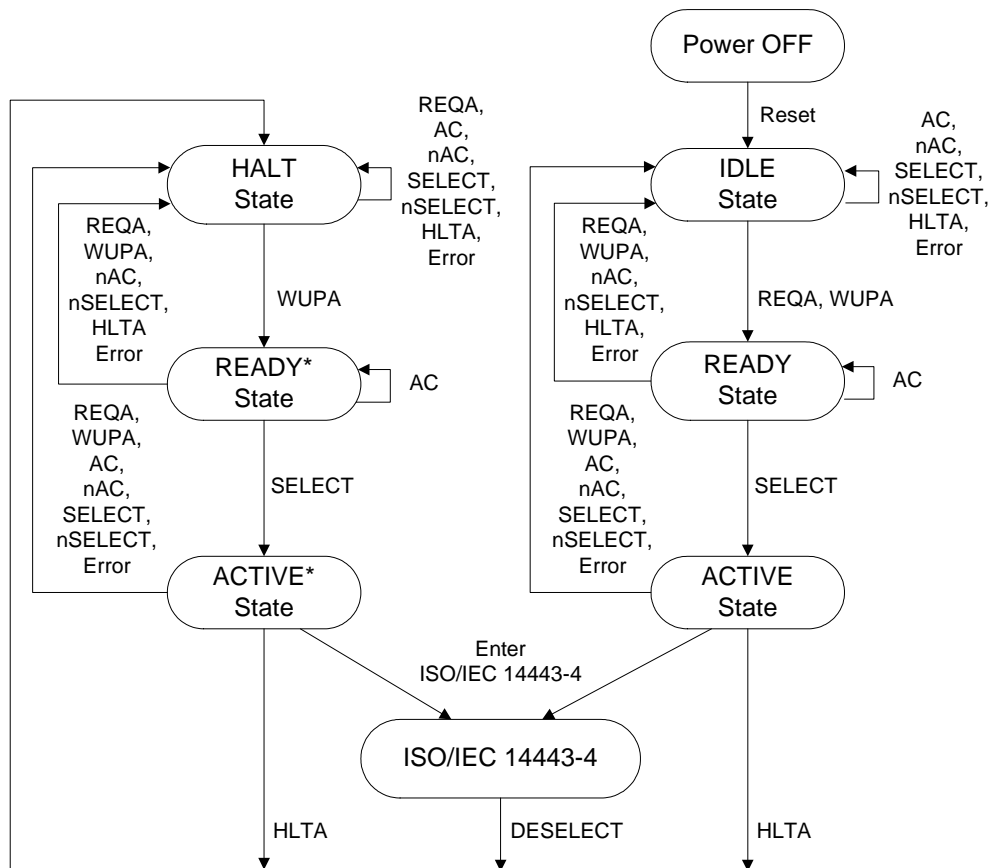 Power OFF
Reset
REQA,
AC,
nAC,
SELECT,
nSELECT,
HLTA,
Error
AC,
nAC,
SELECT,
nSELECT,
HLTA,
Error
HALT
State
IDLE
State
REQA,
WUPA,
nAC,
nSELECT,
HLTA
Error
WUPA
REQA,
WUPA,
nAC,
nSELECT,
HLTA,
Error
REQA, WUPA
READY*
State
AC
READY
State
AC
REQA,
WUPA,
AC,
nAC,
SELECT,
nSELECT,
Error
SELECT
REQA,
WUPA,
AC,
nAC,
SELECT,
nSELECT,
Error
SELECT
ACTIVE*
State
ACTIVE
State
Enter
ISO/IEC 14443-4
ISO/IEC 14443-4
HLTA
DESELECT
HLTA